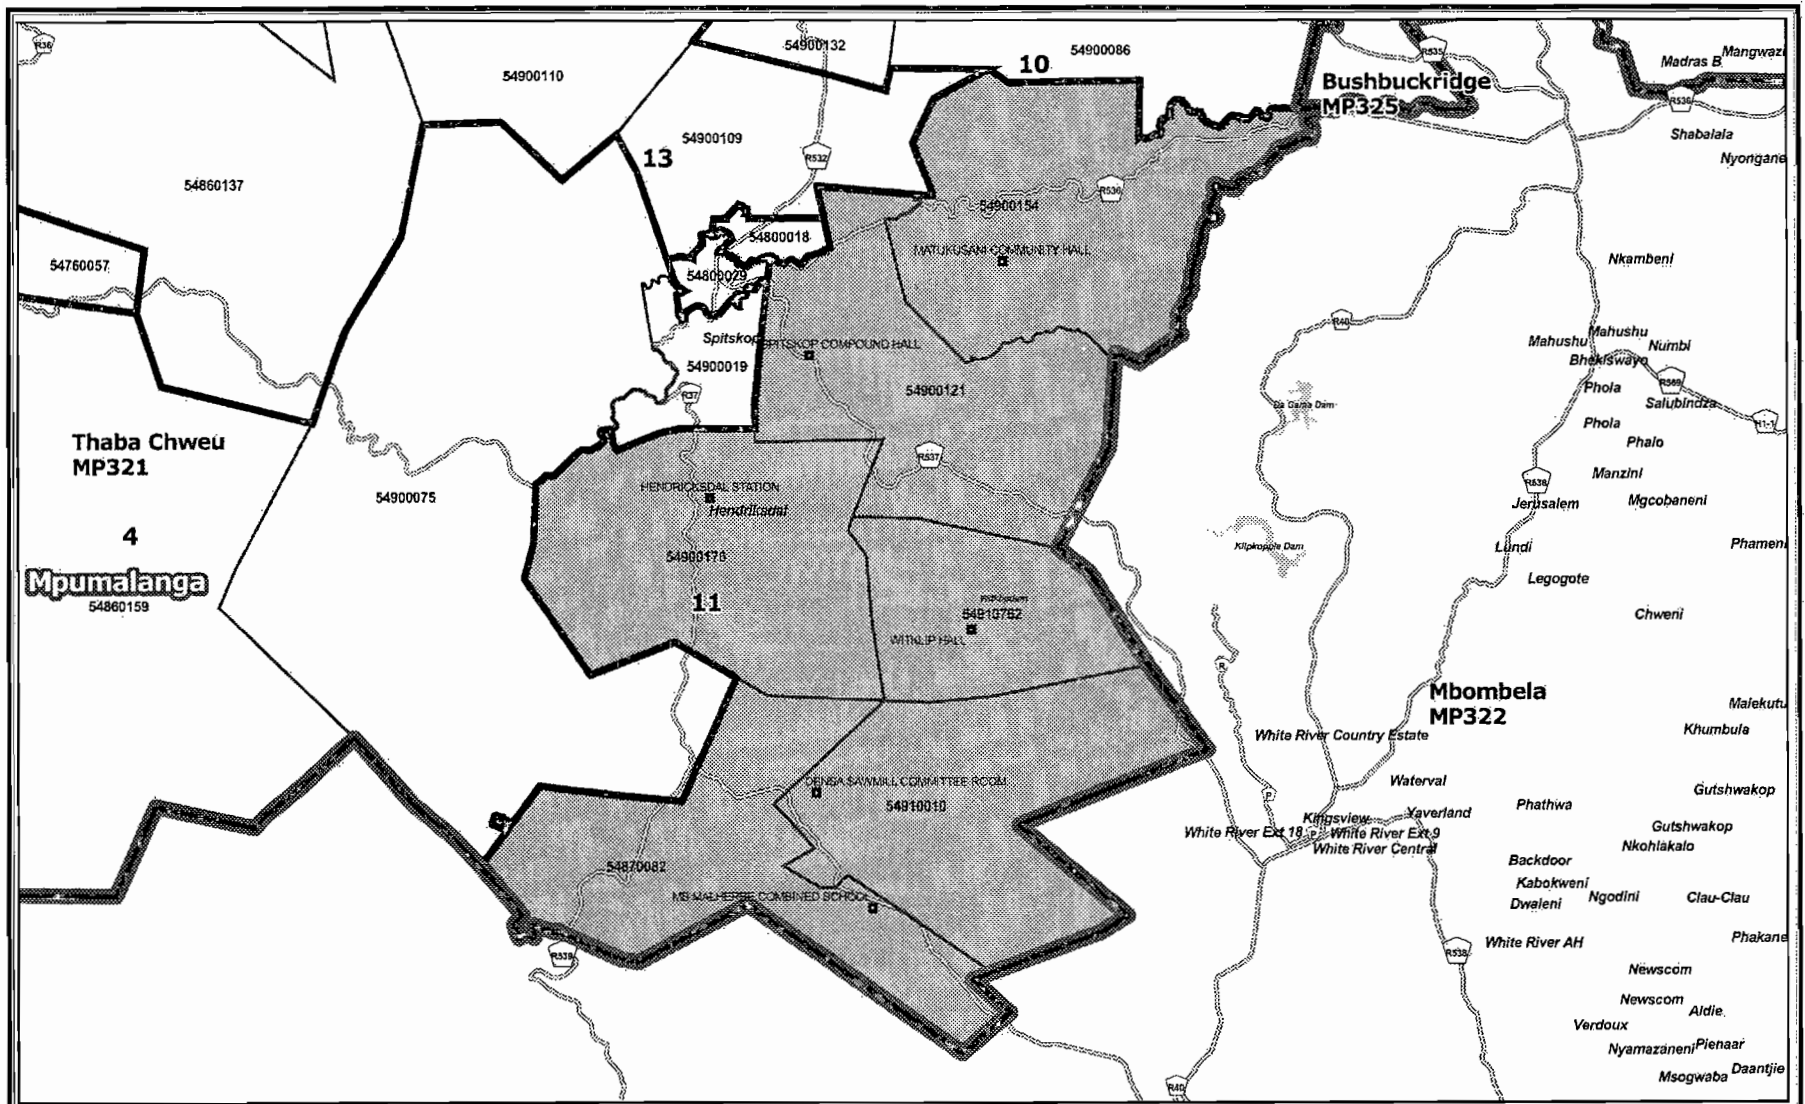 R36
54900132
54900086
R535
Mangwazi
Madras B
54900110
10
Bushbuckridge
MP325
R536
54900109
Shabalala
13
R532
Nyongane
54860137
R536
54900154
54800018
MATUKUSANI COMMUNITY HALL
Nkambeni
54760057
54800029
R40
Spitskop
SPITSKOP COMPOUND HALL
Mahushu
Mahushu
Numbi
Bhekiswayo
54900019
54900121
Phola
R569
R37
Da Gama Dam
Salubindza
Phola
H1-1
Thaba Chweu
MP321
Phalo
R537
Manzini
54900075
HENDRICKSDAL STATION
R538
Hendriksdal
Jerusalem
Mgcobaneni
4
54900176
Klipkopple Dam
Lundi
Phameni
Mpumalanga
54860159
Legogote
11
54910762
Chweni
WITKLIP HALL
R
Mbombela
MP322
Malekutu
White River Country Estate
Khumbula
DENSA SAWMILL COMMITTEE ROOM
Waterval
54910010
P
Phathwa
Gutshwakop
Kingsview
Yaverland
White River Ext 18
P
White River Ext 9
Gutshwakop
White River Central
Nkohlakalo
54870082
Backdoor
Kabokweni
MB MALHERBE COMBINED SCHOOL
Dwaleni
Ngodini
Clau-Clau
R539
R538
White River AH
Phakane
Newscom
Newscom
Aldie
Verdoux
Nyamazaneni
Pienaar
R40
Msogwaba
Daantjie